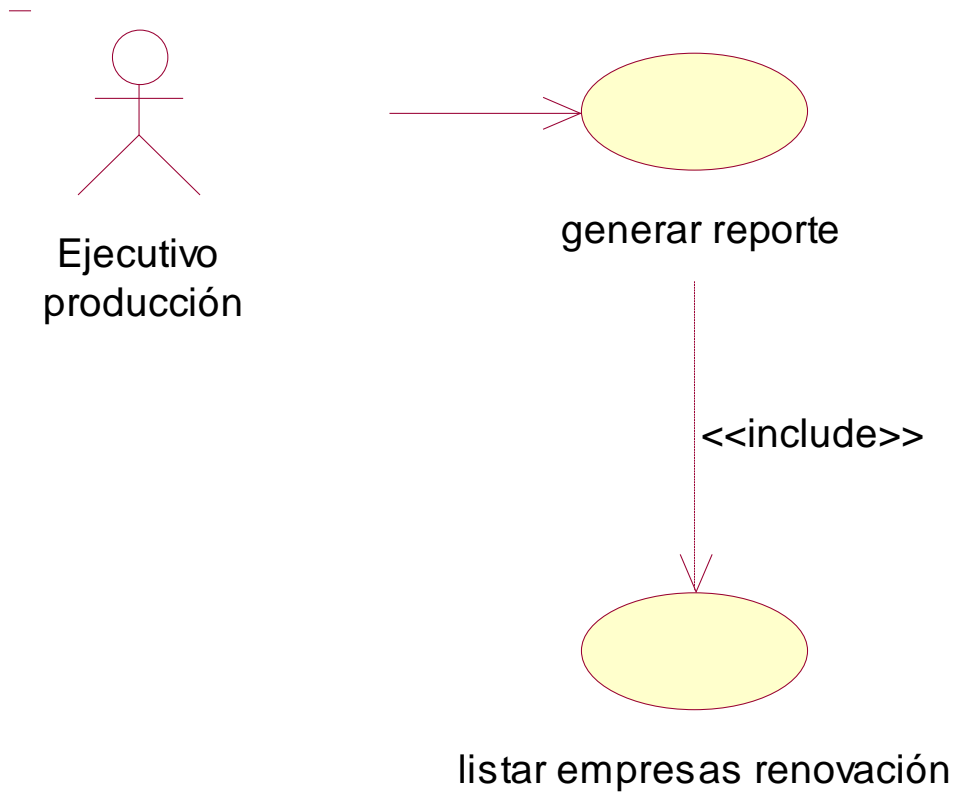 Ejecutivo
producción
generar reporte
<<include>>
listar empresas renovación